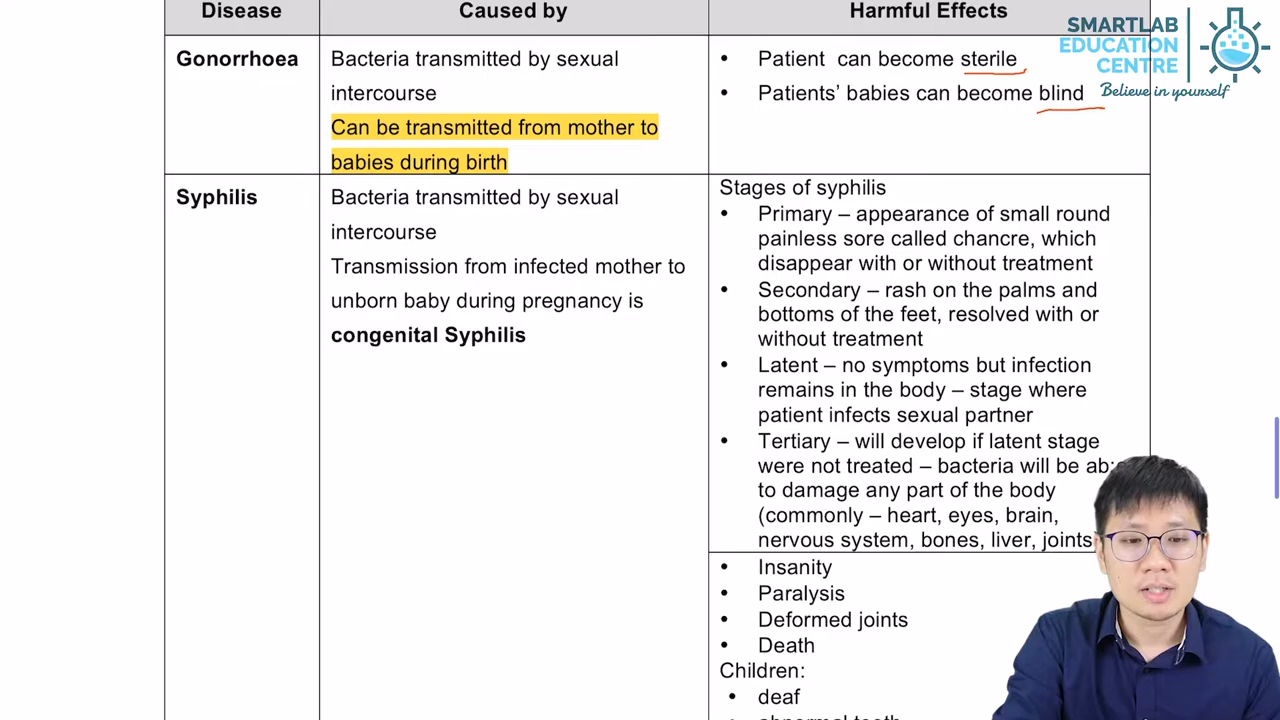 Disease
Caused by
Harmful Effects
SMARTLAB
EDUCATION
CENTRE
Believe in yourself
Gonorrhoea
Bacteria transmitted by sexual
intercourse
Can be transmitted from mother to
babies during birth
• Patient can become sterile
• Patients' babies can become blind
Syphilis
Bacteria transmitted by sexual
intercourse
Transmission from infected mother to
unborn baby during pregnancy is
congenital Syphilis
Stages of syphilis
• Primary – appearance of small round
painless sore called chancre, which
disappear with or without treatment
• Secondary – rash on the palms and
bottoms of the feet, resolved with or
without treatment
• Latent – no symptoms but infection
remains in the body – stage where
patient infects sexual partner
• Tertiary – will develop if latent stage
were not treated – bacteria will be
to damage any part of the body
(commonly – heart, eyes, brain,
nervous system, bones, liver, joints
• Insanity
• Paralysis
• Deformed joints
• Death
Children:
• deaf